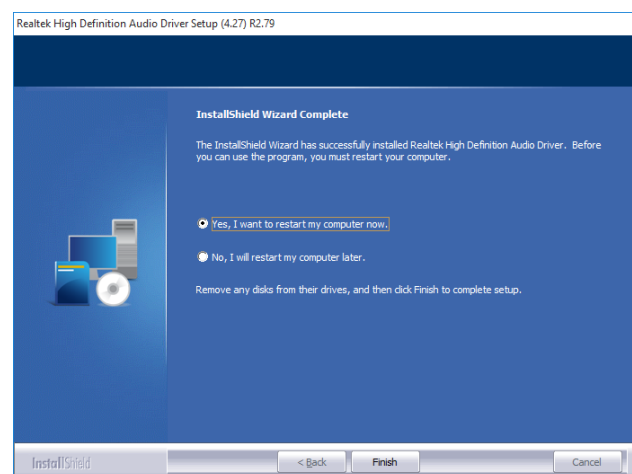 Realtek High Definition Audio Driver Setup (4.27) R2.79
InstallShield Wizard Complete
The InstallShield Wizard has successfully installed Realtek High Definition Audio Driver. Before
you can use the program, you must restart your computer.
Yes, I want to restart my computer now.
No, I will restart my computer later.
Remove any disks from their drives, and then click Finish to complete setup.
InstallShield
< Back
Finish
Cancel